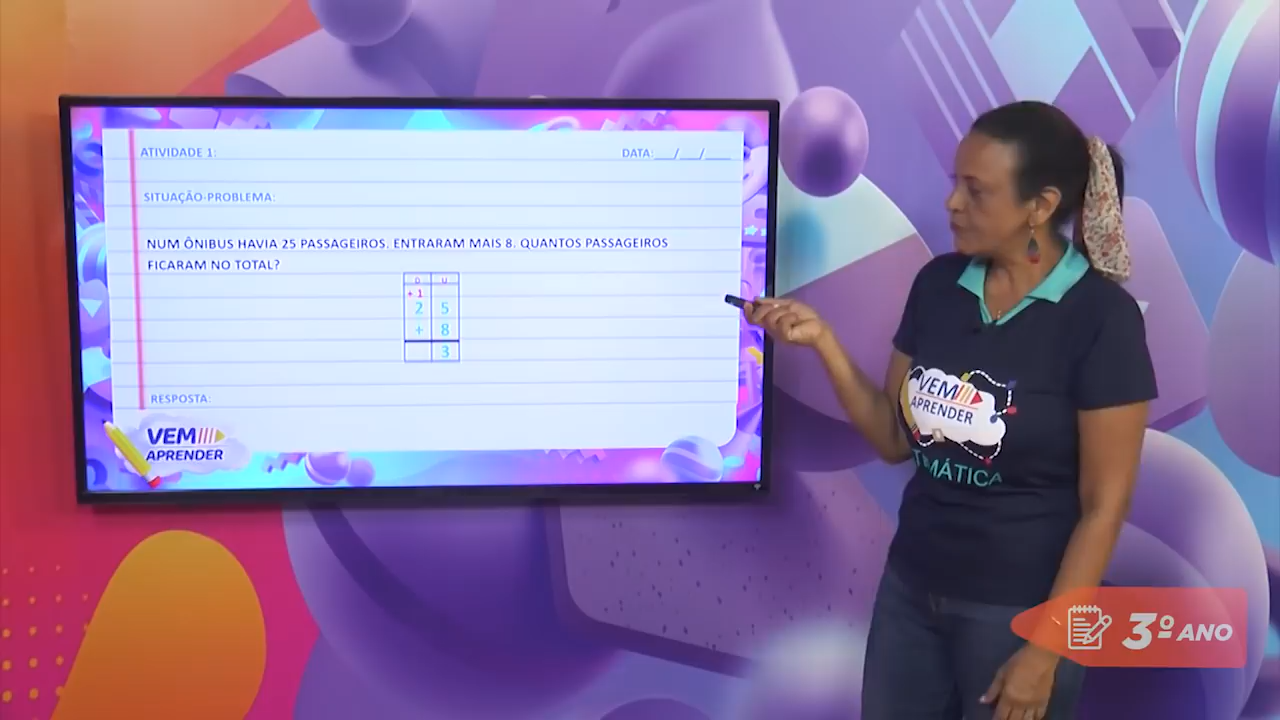 ATIVIDADE 1:
DATA:___/___/____
SITUAÇÃO-PROBLEMA:
NUM ÔNIBUS HAVIA 25 PASSAGEIROS. ENTRARAM MAIS 8. QUANTOS PASSAGEIROS
FICARAM NO TOTAL?
D U
+1
2 5
+ 8
3
RESPOSTA:
VEM
APRENDER
VEM
APRENDER
TEMÁTICA
3º ANO